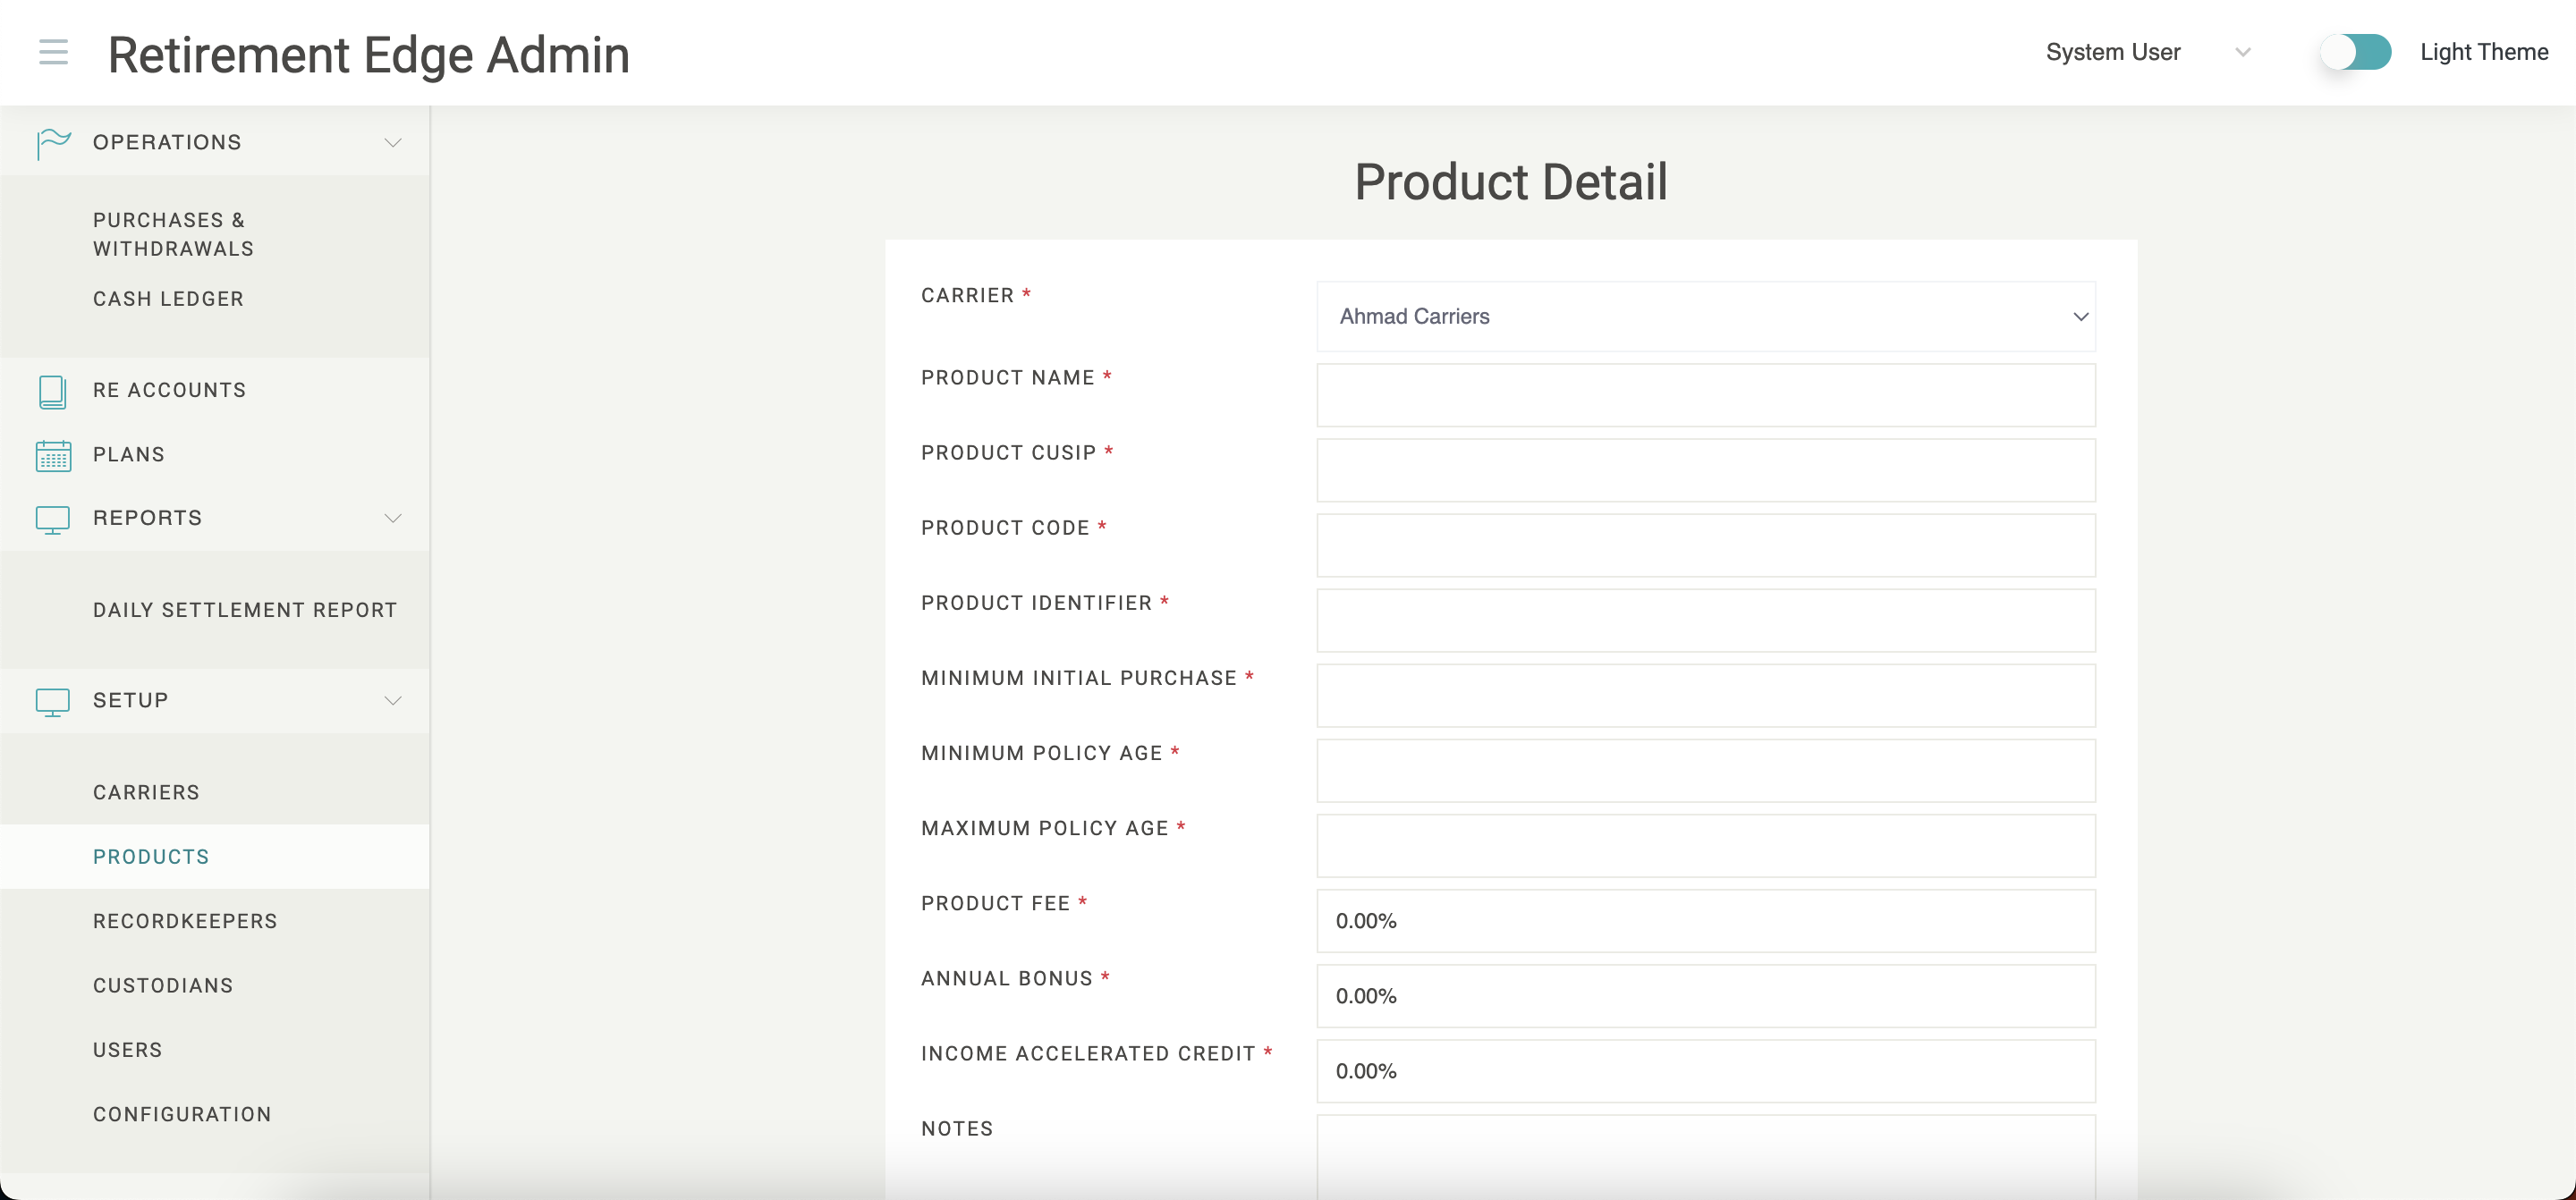 Retirement Edge Admin
System User
Light Theme
OPERATIONS
PURCHASES &
WITHDRAWALS
CASH LEDGER
RE ACCOUNTS
PLANS
REPORTS
DAILY SETTLEMENT REPORT
SETUP
CARRIERS
PRODUCTS
RECORDKEEPERS
CUSTODIANS
USERS
CONFIGURATION
Product Detail
CARRIER *
Ahmad Carriers
PRODUCT NAME *
PRODUCT CUSIP *
PRODUCT CODE *
PRODUCT IDENTIFIER *
MINIMUM INITIAL PURCHASE *
MINIMUM POLICY AGE *
MAXIMUM POLICY AGE *
PRODUCT FEE *
0.00%
ANNUAL BONUS *
0.00%
INCOME ACCELERATED CREDIT *
0.00%
NOTES